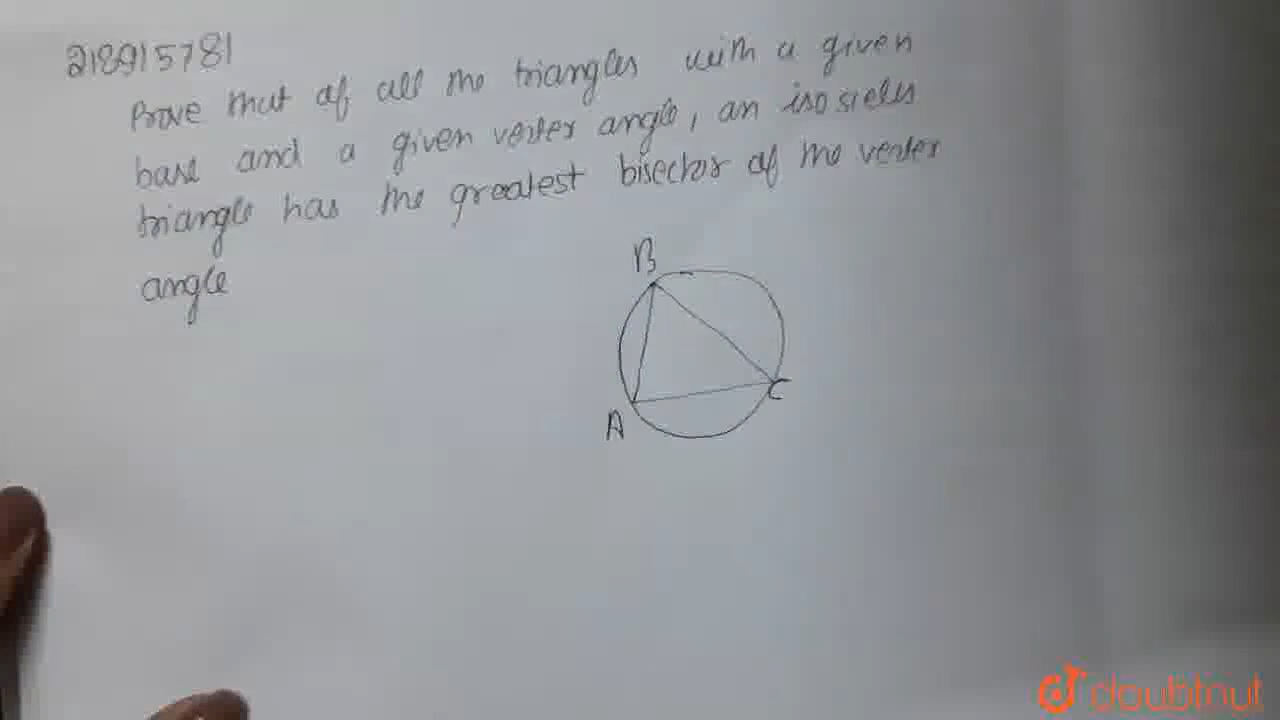 218915781
Prove that of all the triangles with a given
base and a given vertex angle, an isosieles
triangle has the greatest bisector of the vertex
angle
B
C
A
doubtnut